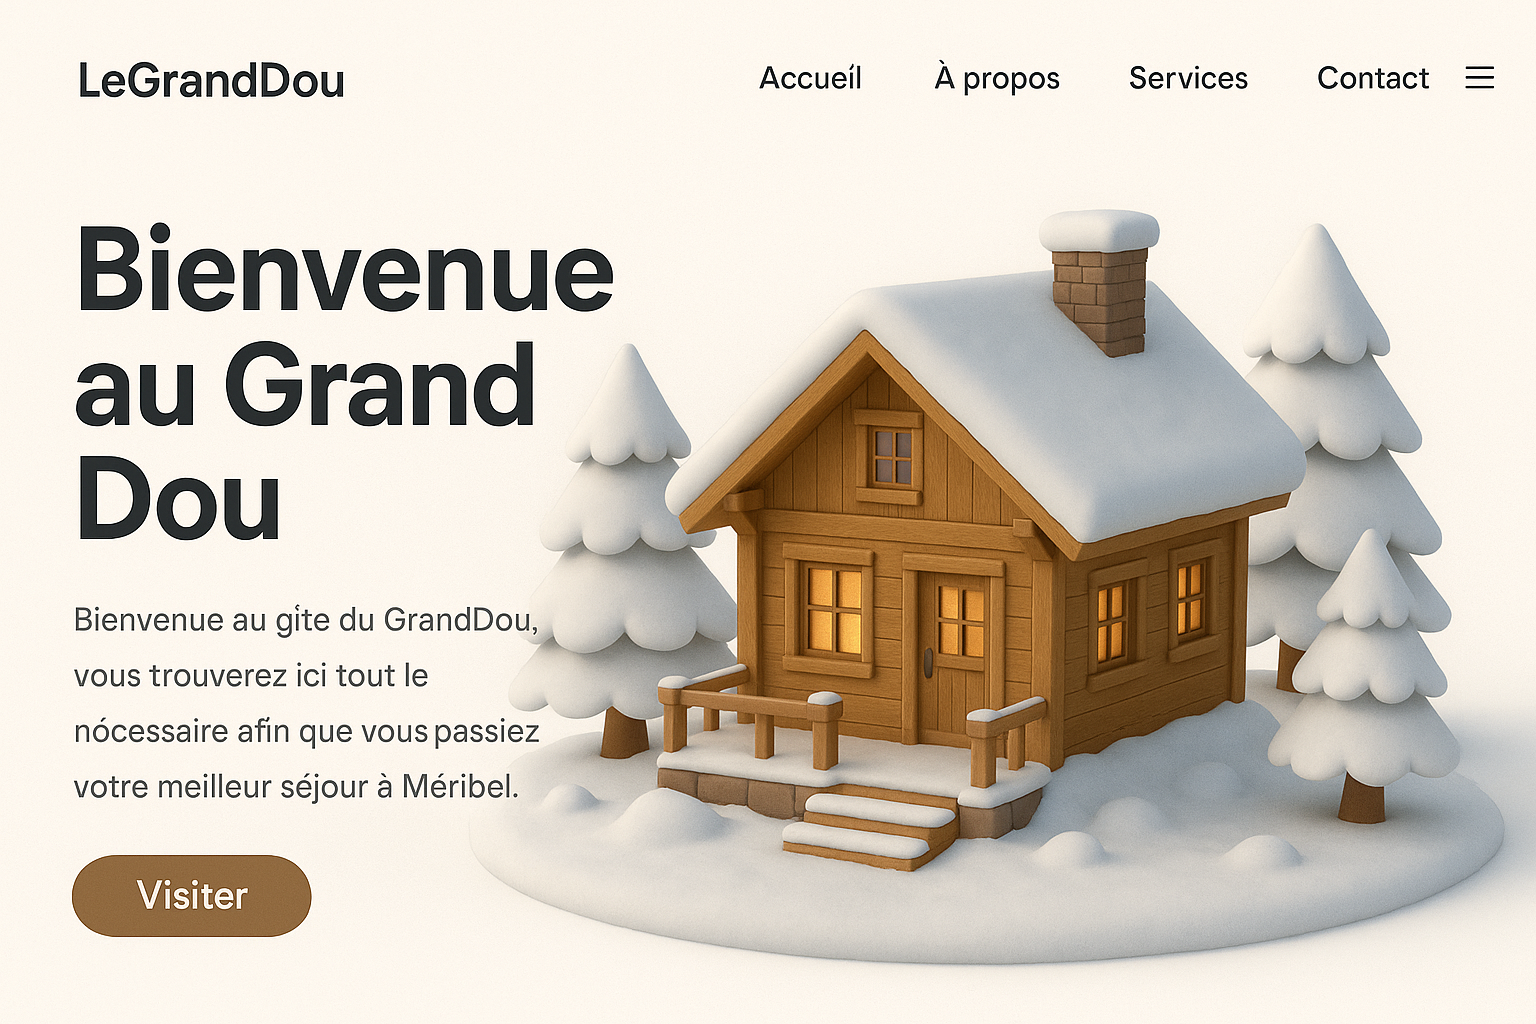 LeGrandDou
Accueíl À propos Services Contact
Bienvenue
au Grand
Dou
Bienvenue au gîte du GrandDou,
vous trouverez ici tout le
nócessaire afin que vous passiez
votre meilleur séjour à Méribel.
Visiter